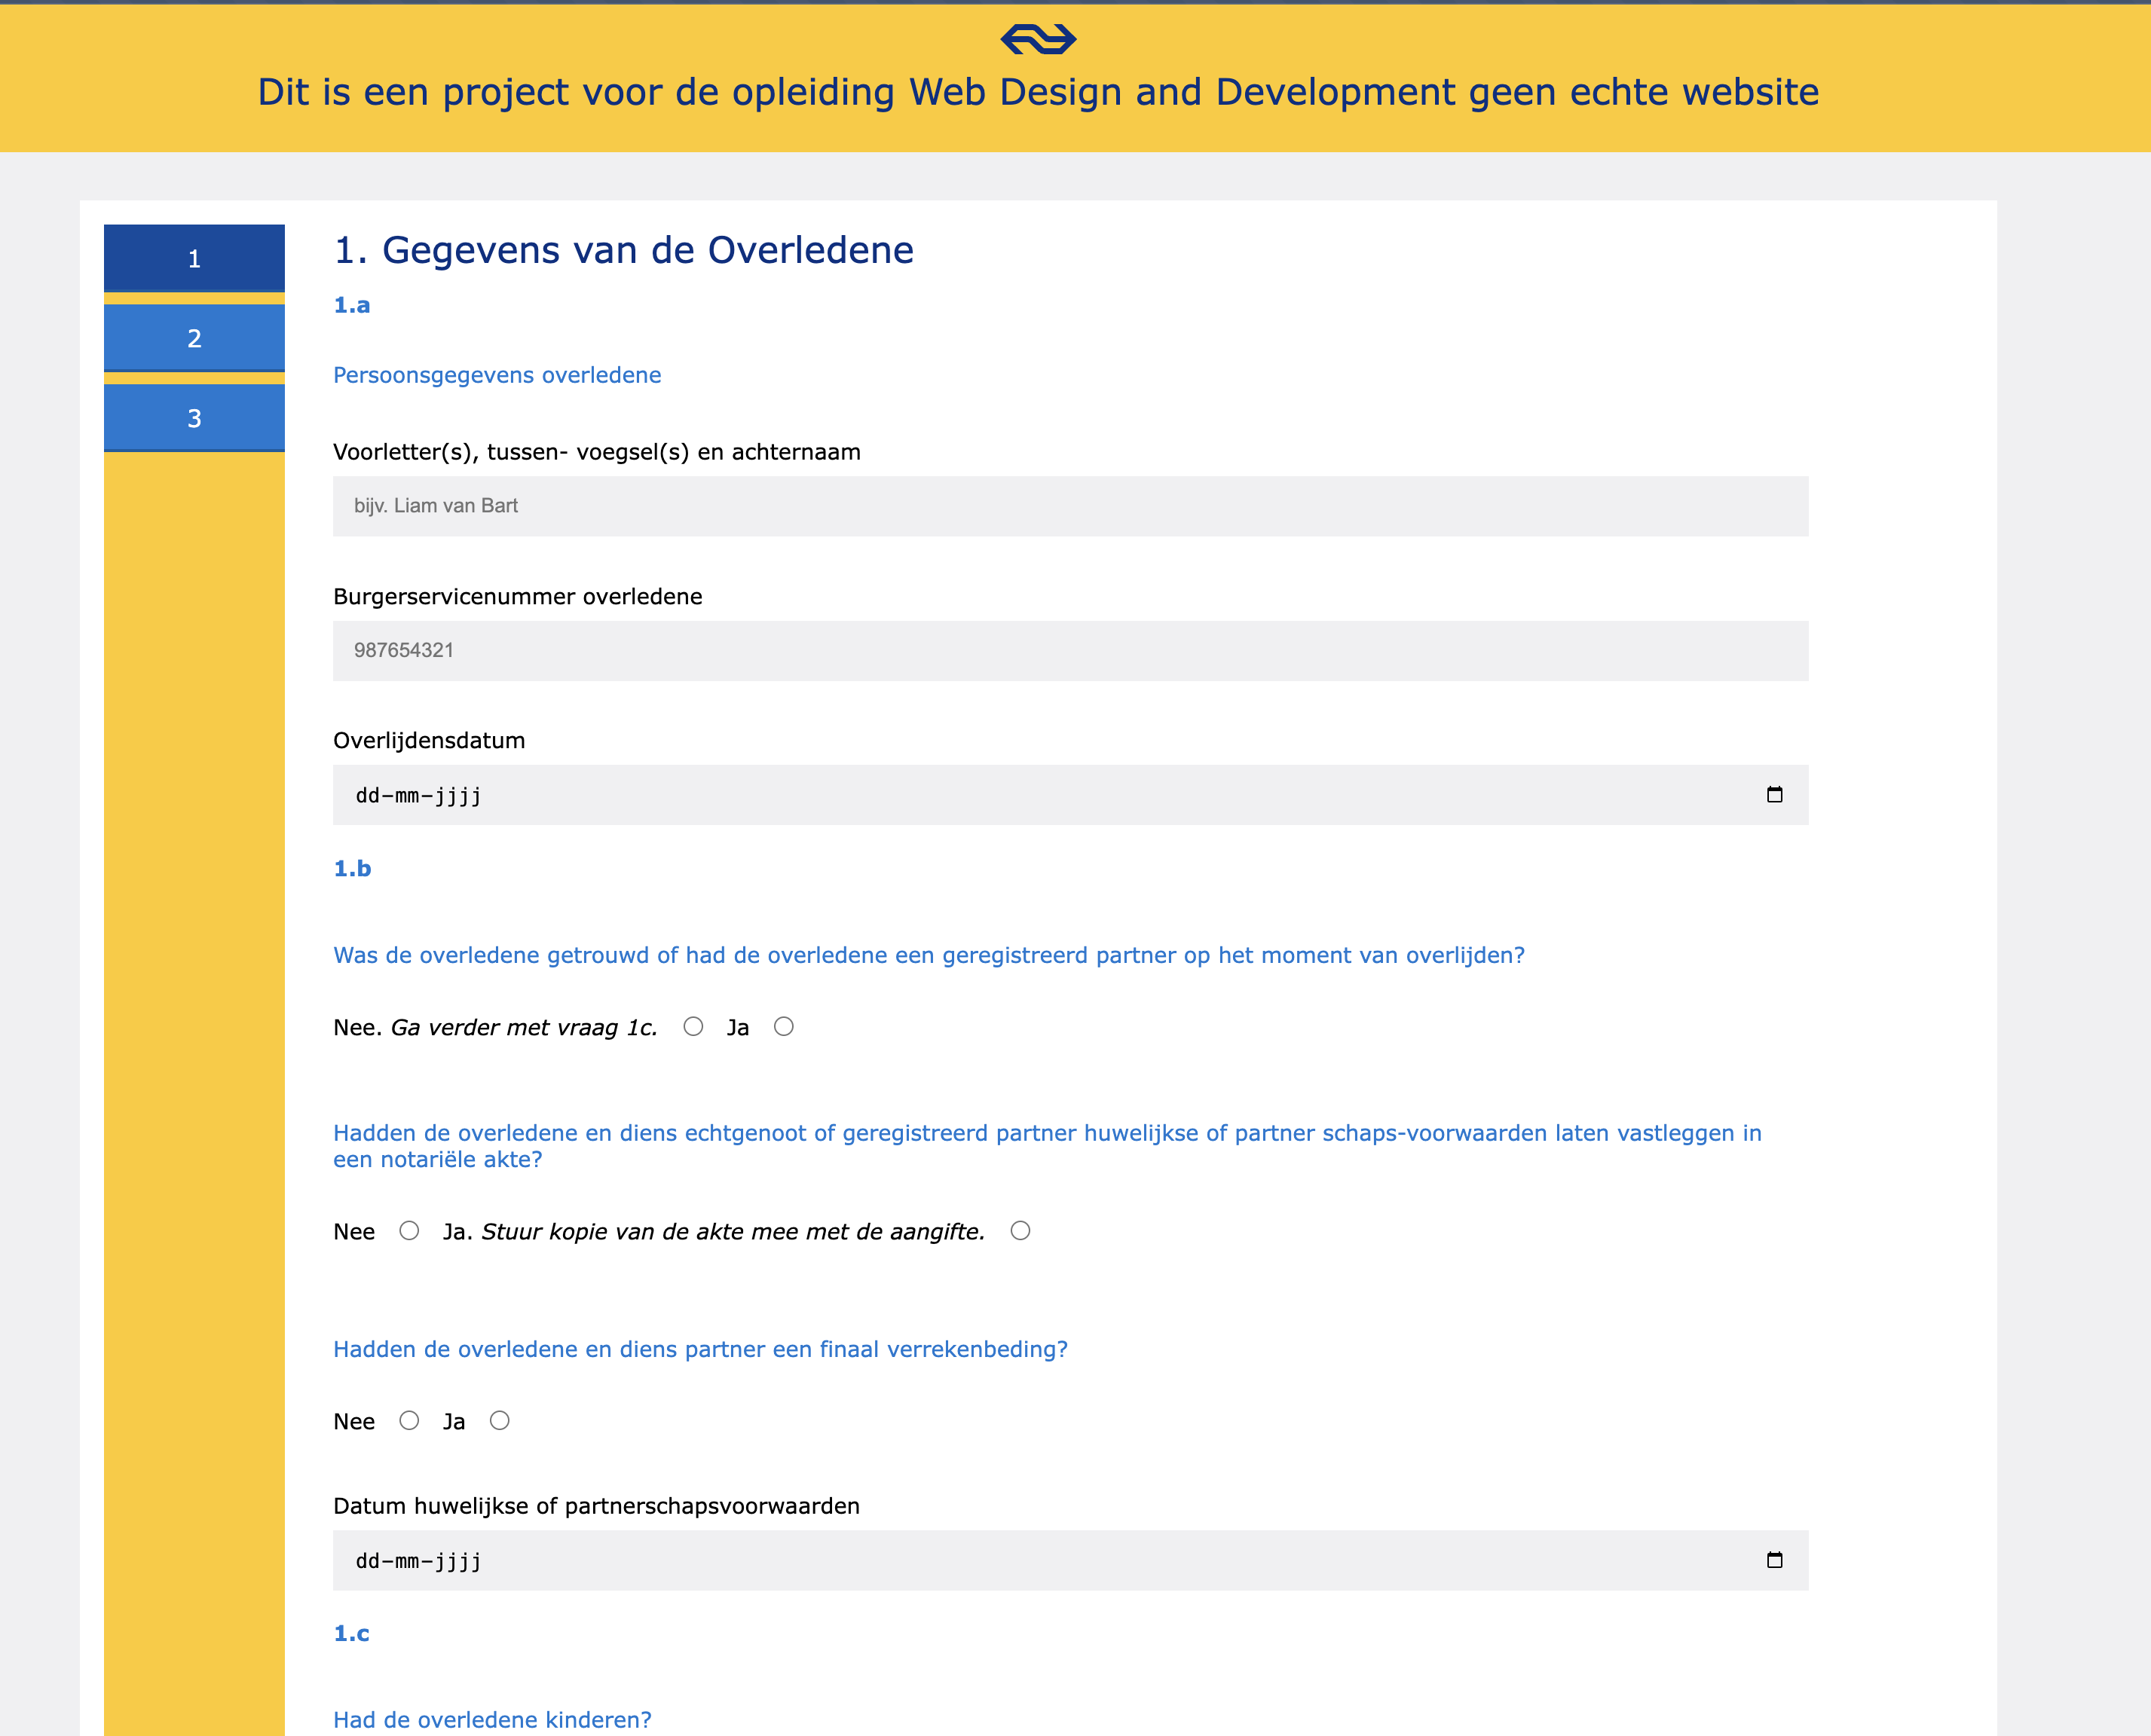 Dit is een project voor de opleiding Web Design and Development geen echte website
1
2
3
1. Gegevens van de Overledene
1.a
Persoonsgegevens overledene
Voorletter(s), tussen- voegsel(s) en achternaam
bijv. Liam van Bart
Burgerservicenummer overledene
987654321
Overlijdensdatum
dd-mm-jjjj
1.b
Was de overledene getrouwd of had de overledene een geregistreerd partner op het moment van overlijden?
Nee. Ga verder met vraag 1c. Ja
Hadden de overledene en diens echtgenoot of geregistreerd partner huwelijkse of partner schaps-voorwaarden laten vastleggen in
een notariële akte?
Nee Ja. Stuur kopie van de akte mee met de aangifte.
Hadden de overledene en diens partner een finaal verrekenbeding?
Nee Ja
Datum huwelijkse of partnerschapsvoorwaarden
dd-mm-jjjj
1.c
Had de overledene kinderen?